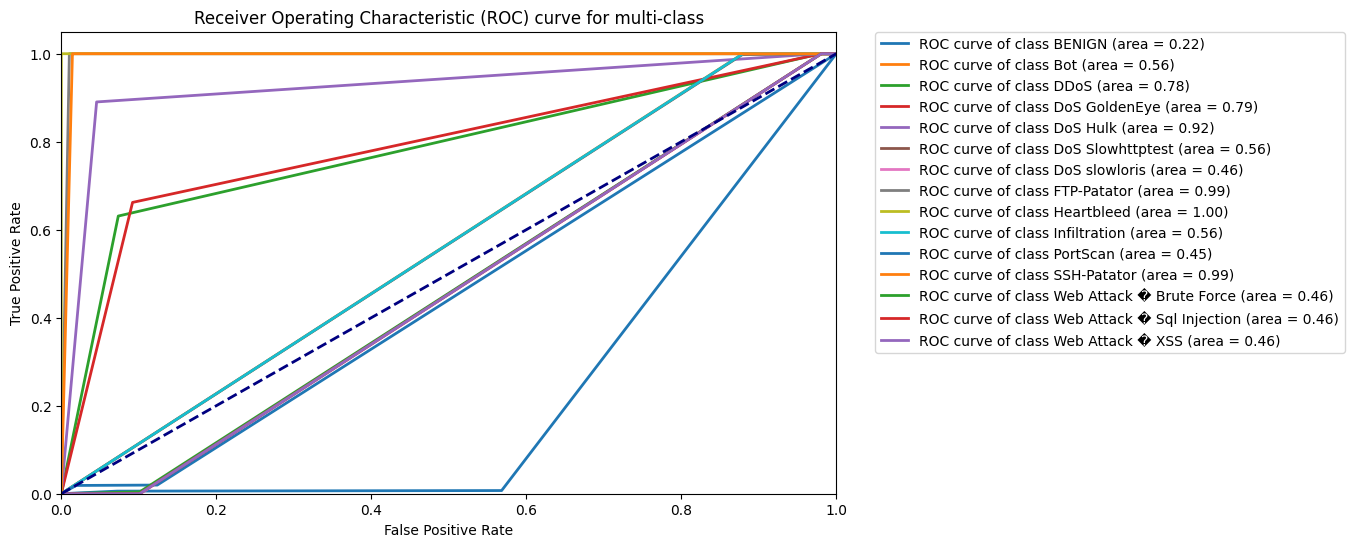 Receiver Operating Characteristic (ROC) curve for multi-class
True Positive Rate
1.0
0.8
0.6
0.4
0.2
0.0
0.0 0.2 0.4 0.6 0.8 1.0
False Positive Rate
ROC curve of class BENIGN (area = 0.22)
ROC curve of class Bot (area = 0.56)
ROC curve of class DDoS (area = 0.78)
ROC curve of class DoS GoldenEye (area = 0.79)
ROC curve of class DoS Hulk (area = 0.92)
ROC curve of class DoS Slowhttptest (area = 0.56)
ROC curve of class DoS slowloris (area = 0.46)
ROC curve of class FTP-Patator (area = 0.99)
ROC curve of class Heartbleed (area = 1.00)
ROC curve of class Infiltration (area = 0.56)
ROC curve of class PortScan (area = 0.45)
ROC curve of class SSH-Patator (area = 0.99)
ROC curve of class Web Attack � Brute Force (area = 0.46)
ROC curve of class Web Attack � Sql Injection (area = 0.46)
ROC curve of class Web Attack � XSS (area = 0.46)